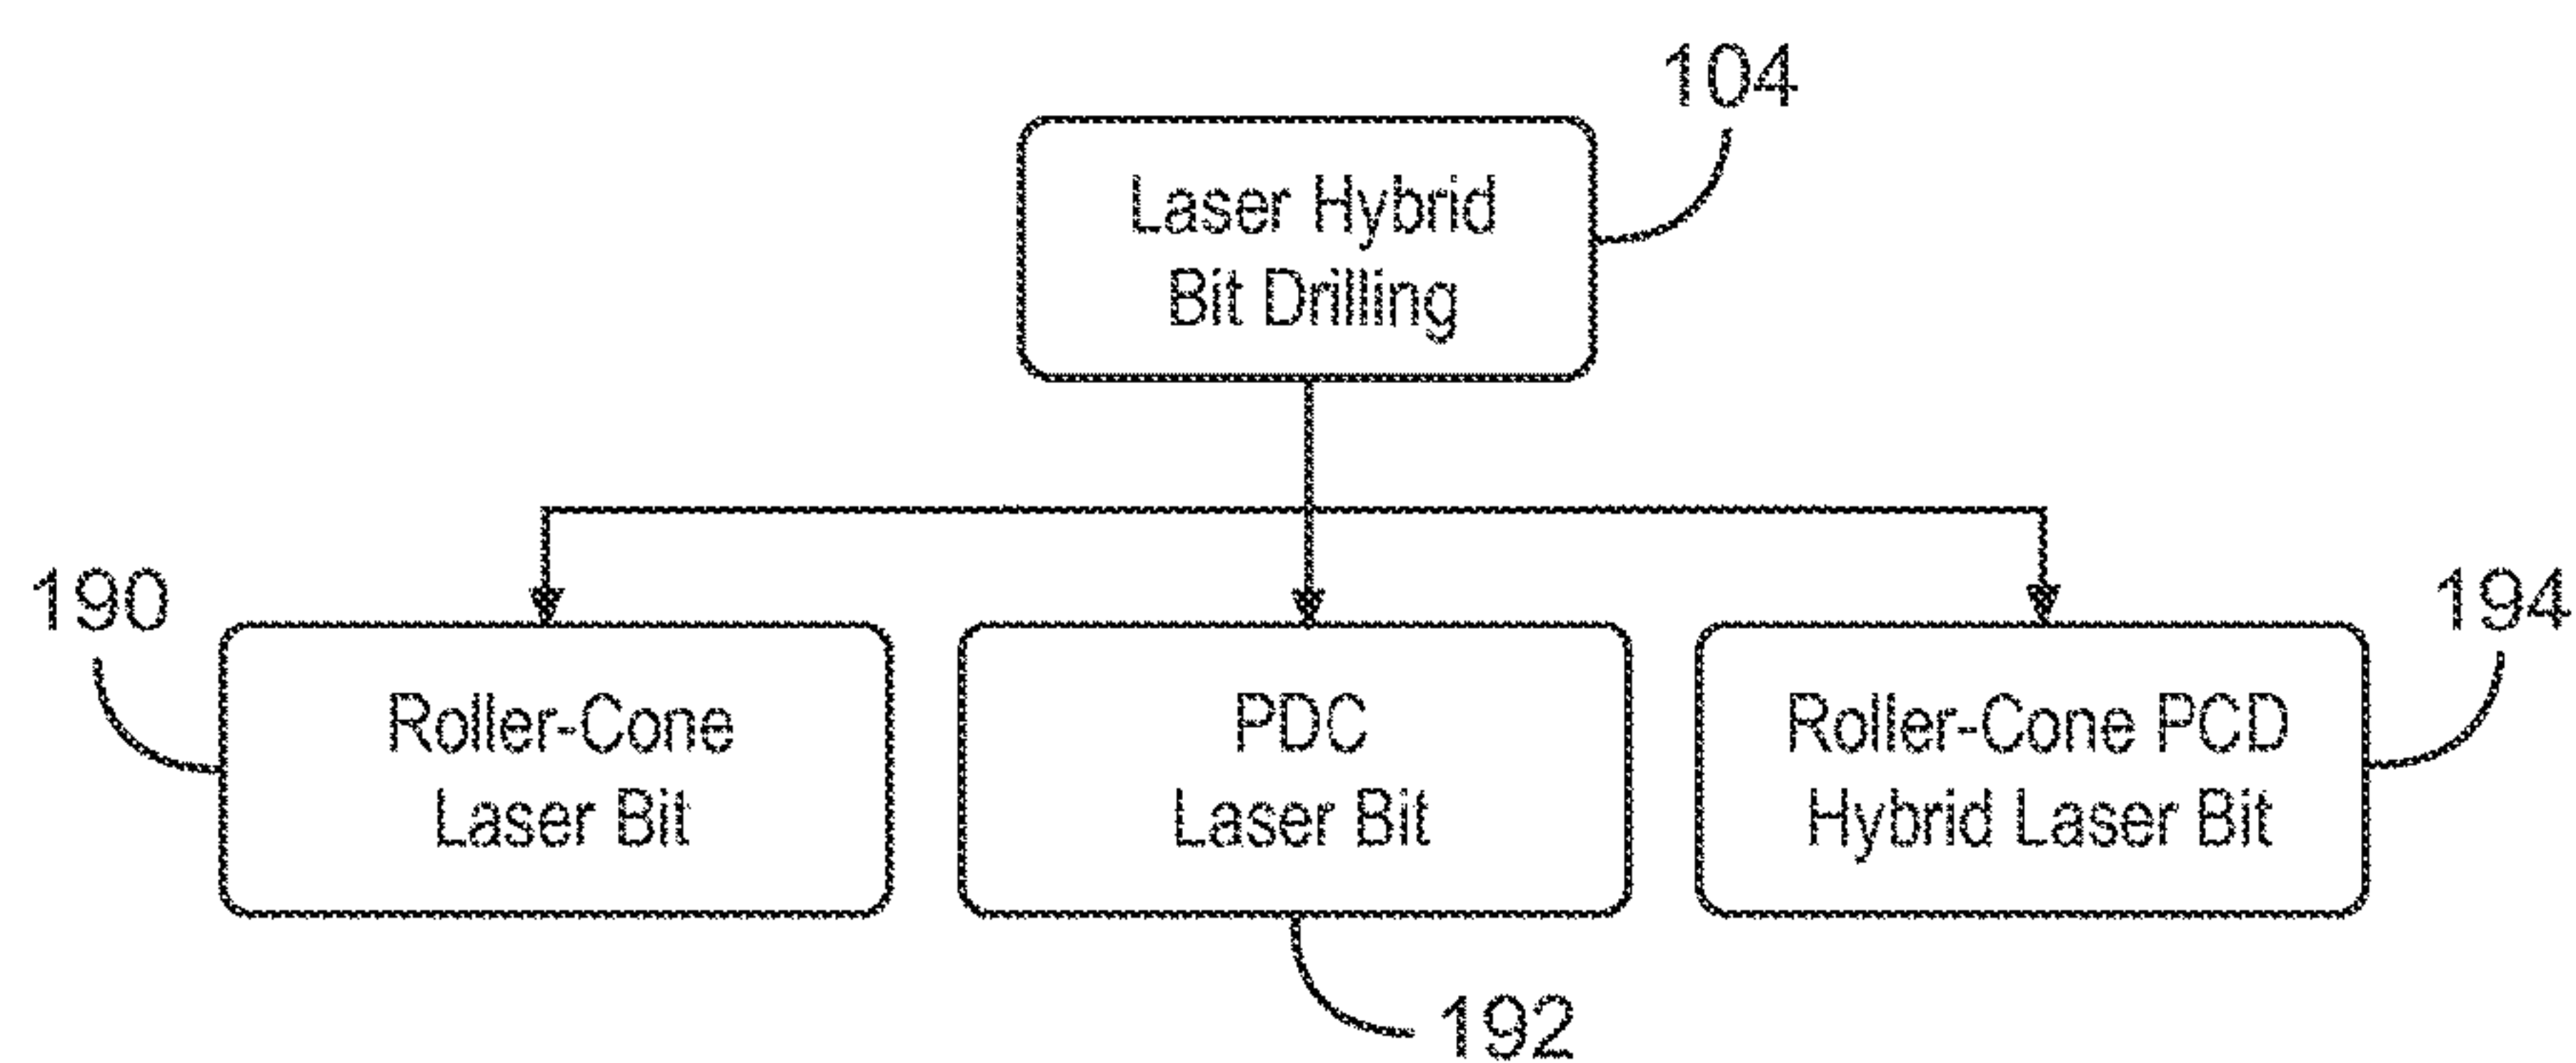 104
Laser Hybrid
Bit Drilling
190
194
Roller-Cone
Laser Bit
PDC
Laser Bit
Roller-Cone PCD
Hybrid Laser Bit
192